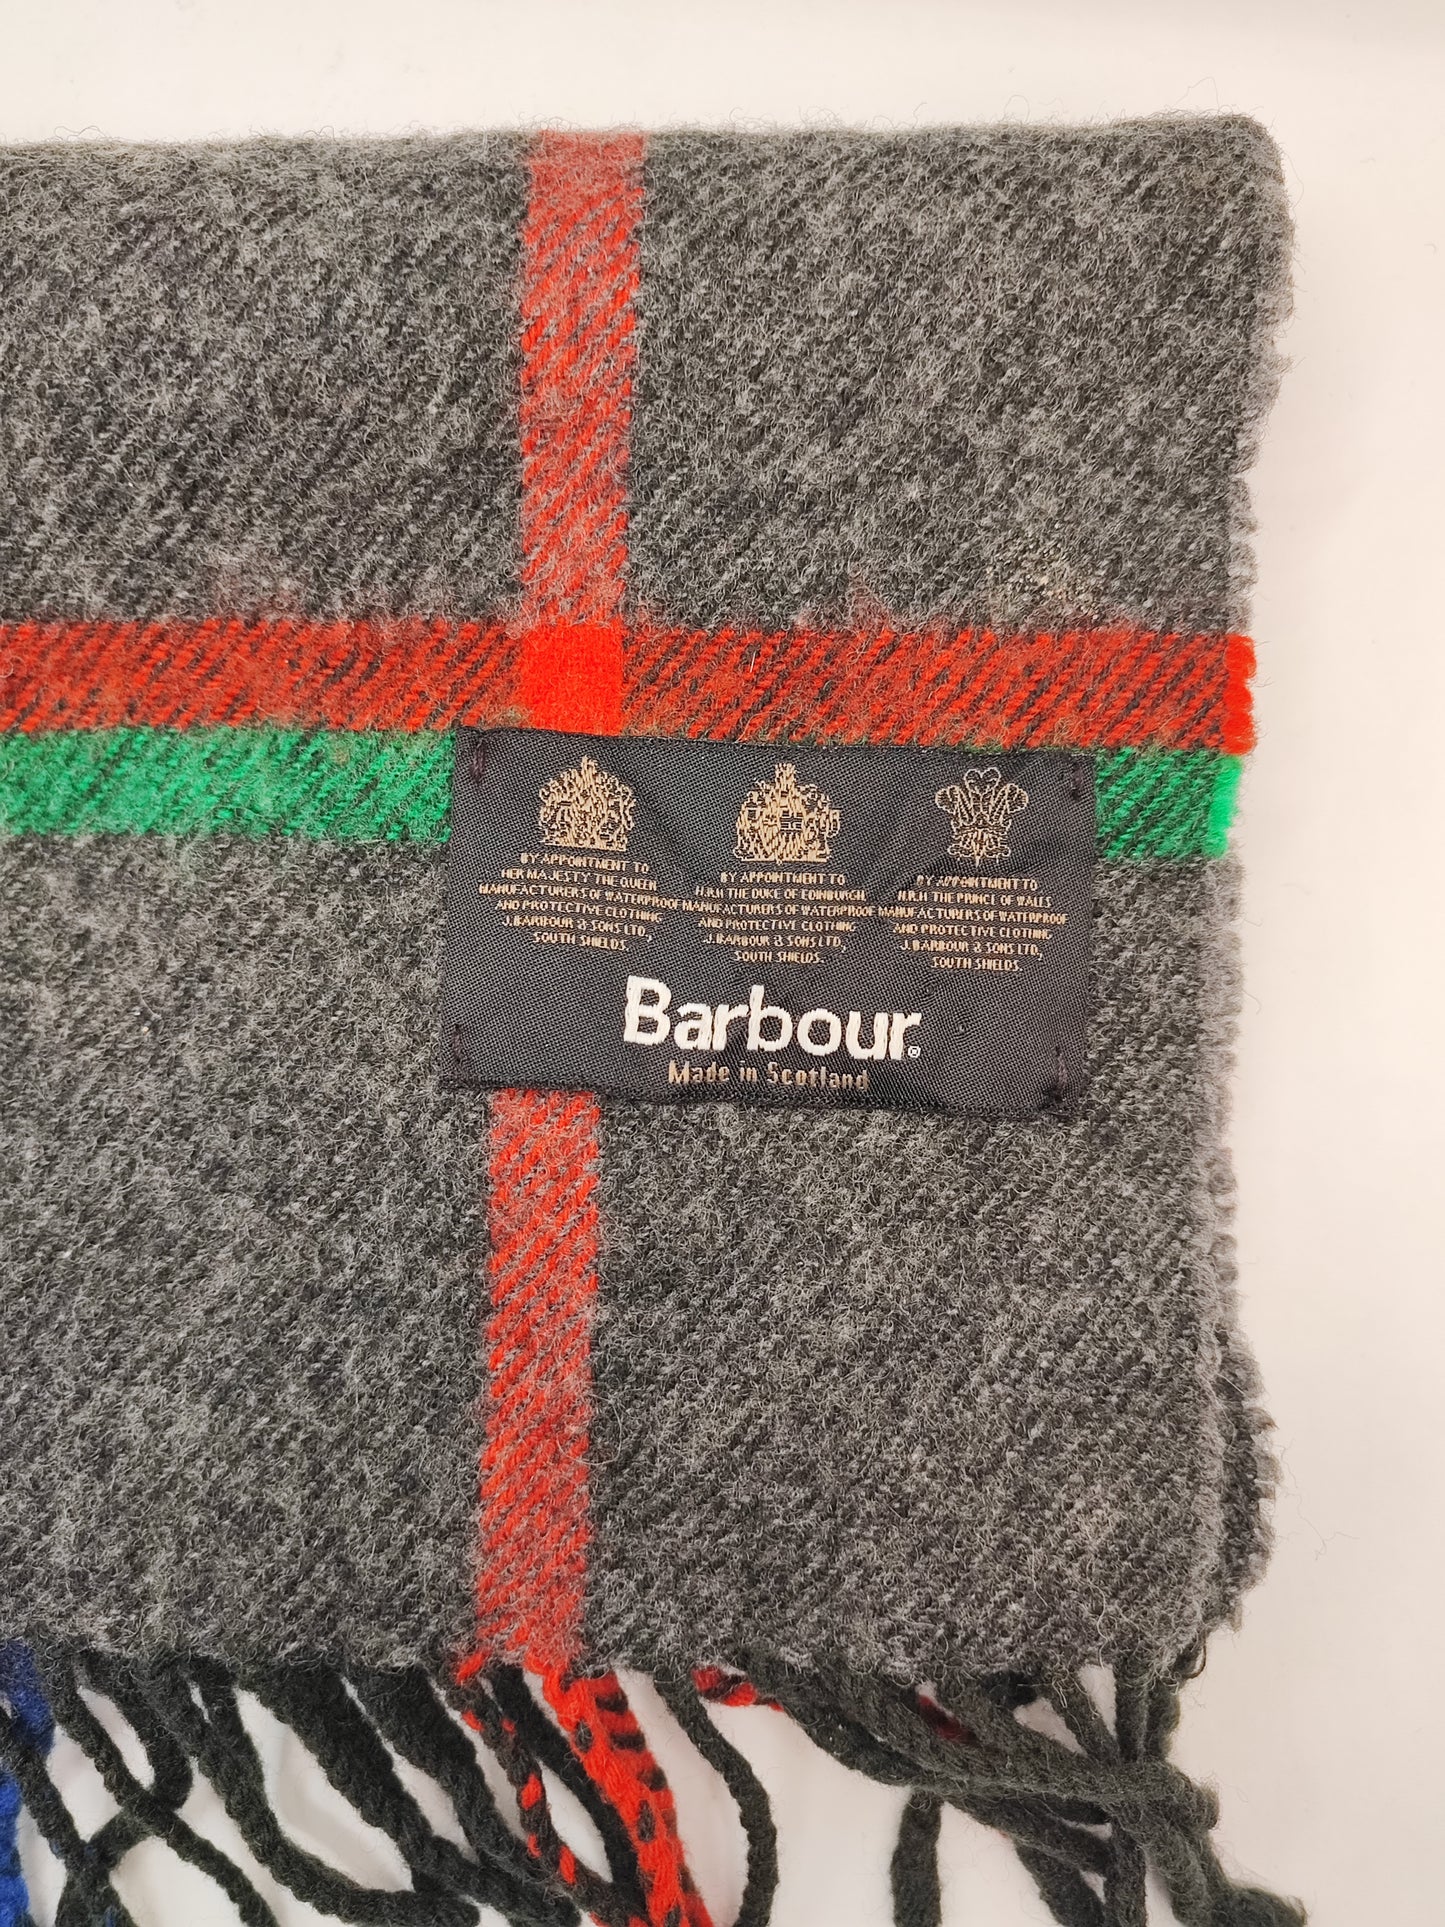 BY APPOINTMENT TO
HER MAJESTY THE QUEEN
MANUFACTURERS OF WATERPROOF
AND PROTECTIVE CLOTHING
J. BARBOUR & SONS LTD,
SOUTH SHIELDS.
BY APPOINTMENT TO
H.R.H THE DUKE OF EDINBURGH
MANUFACTURERS OF WATERPROOF
AND PROTECTIVE CLOTHING
J. BARBOUR & SONS LTD,
SOUTH SHIELDS.
BY APPOINTMENT TO
H.R.H THE PRINCE OF WALES
MANUFACTURERS OF WATERPROOF
AND PROTECTIVE CLOTHING
J. BARBOUR & SONS LTD,
SOUTH SHIELDS.
Barbour®
Made in Scotland